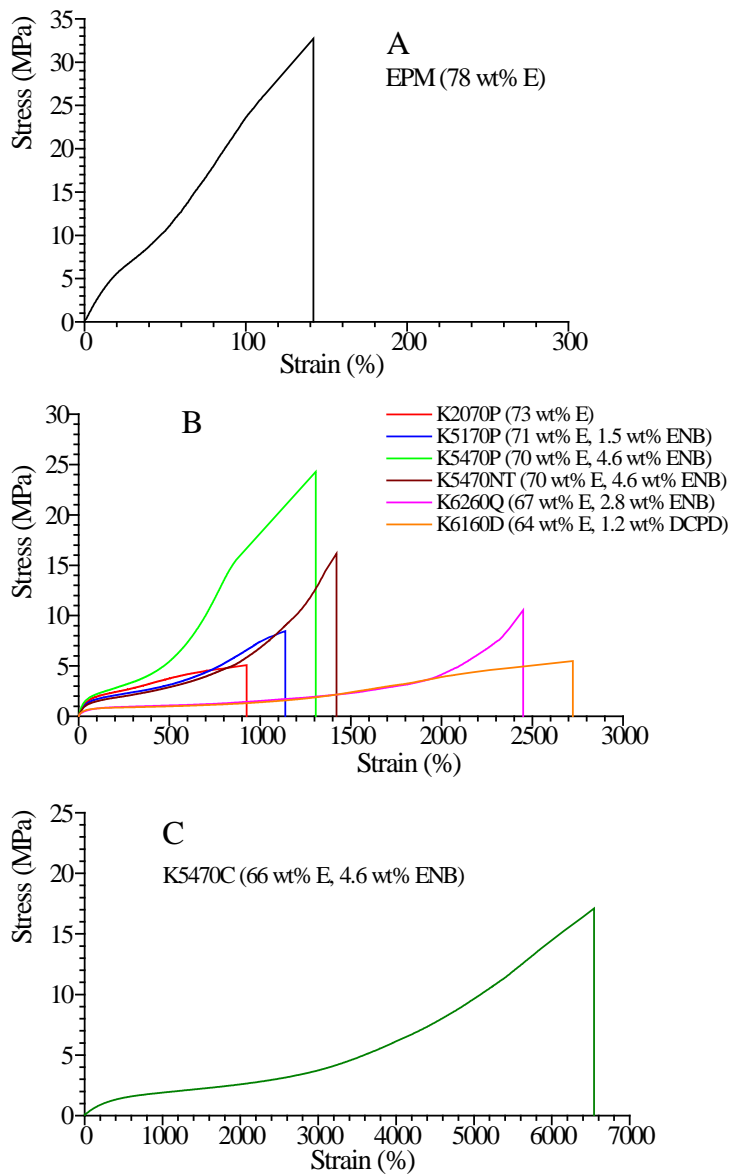 35
30
25
20
15
10
5
0
Stress (MPa)
A
EPM (78 wt% E)
0 100 200 300
Strain (%)
B
K2070P (73 wt% E)
K5170P (71 wt% E, 1.5 wt% ENB)
K5470P (70 wt% E, 4.6 wt% ENB)
K5470NT (70 wt% E, 4.6 wt% ENB)
K6260Q (67 wt% E, 2.8 wt% ENB)
K6160D (64 wt% E, 1.2 wt% DCPD)
30
25
20
15
10
5
0
Stress (MPa)
0 500 1000 1500 2000 2500 3000
Strain (%)
25
20
15
10
5
0
Stress (MPa)
C
K5470C (66 wt% E, 4.6 wt% ENB)
0 1000 2000 3000 4000 5000 6000 7000
Strain (%)